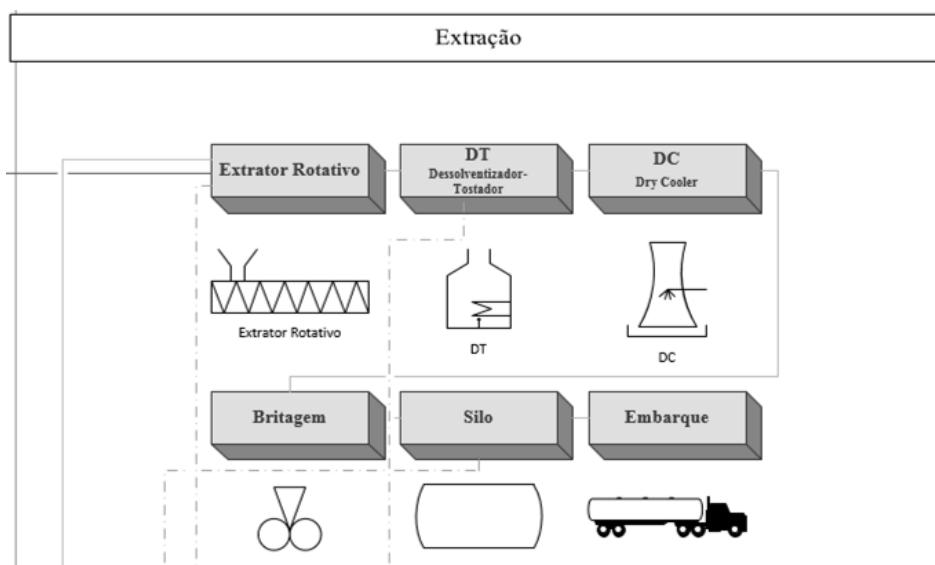 Extração
Extrator Rotativo
DT
Dessolventizador-
Tostador
DC
Dry Cooler
Extrator Rotativo
DT
DC
Britagem
Silo
Embarque